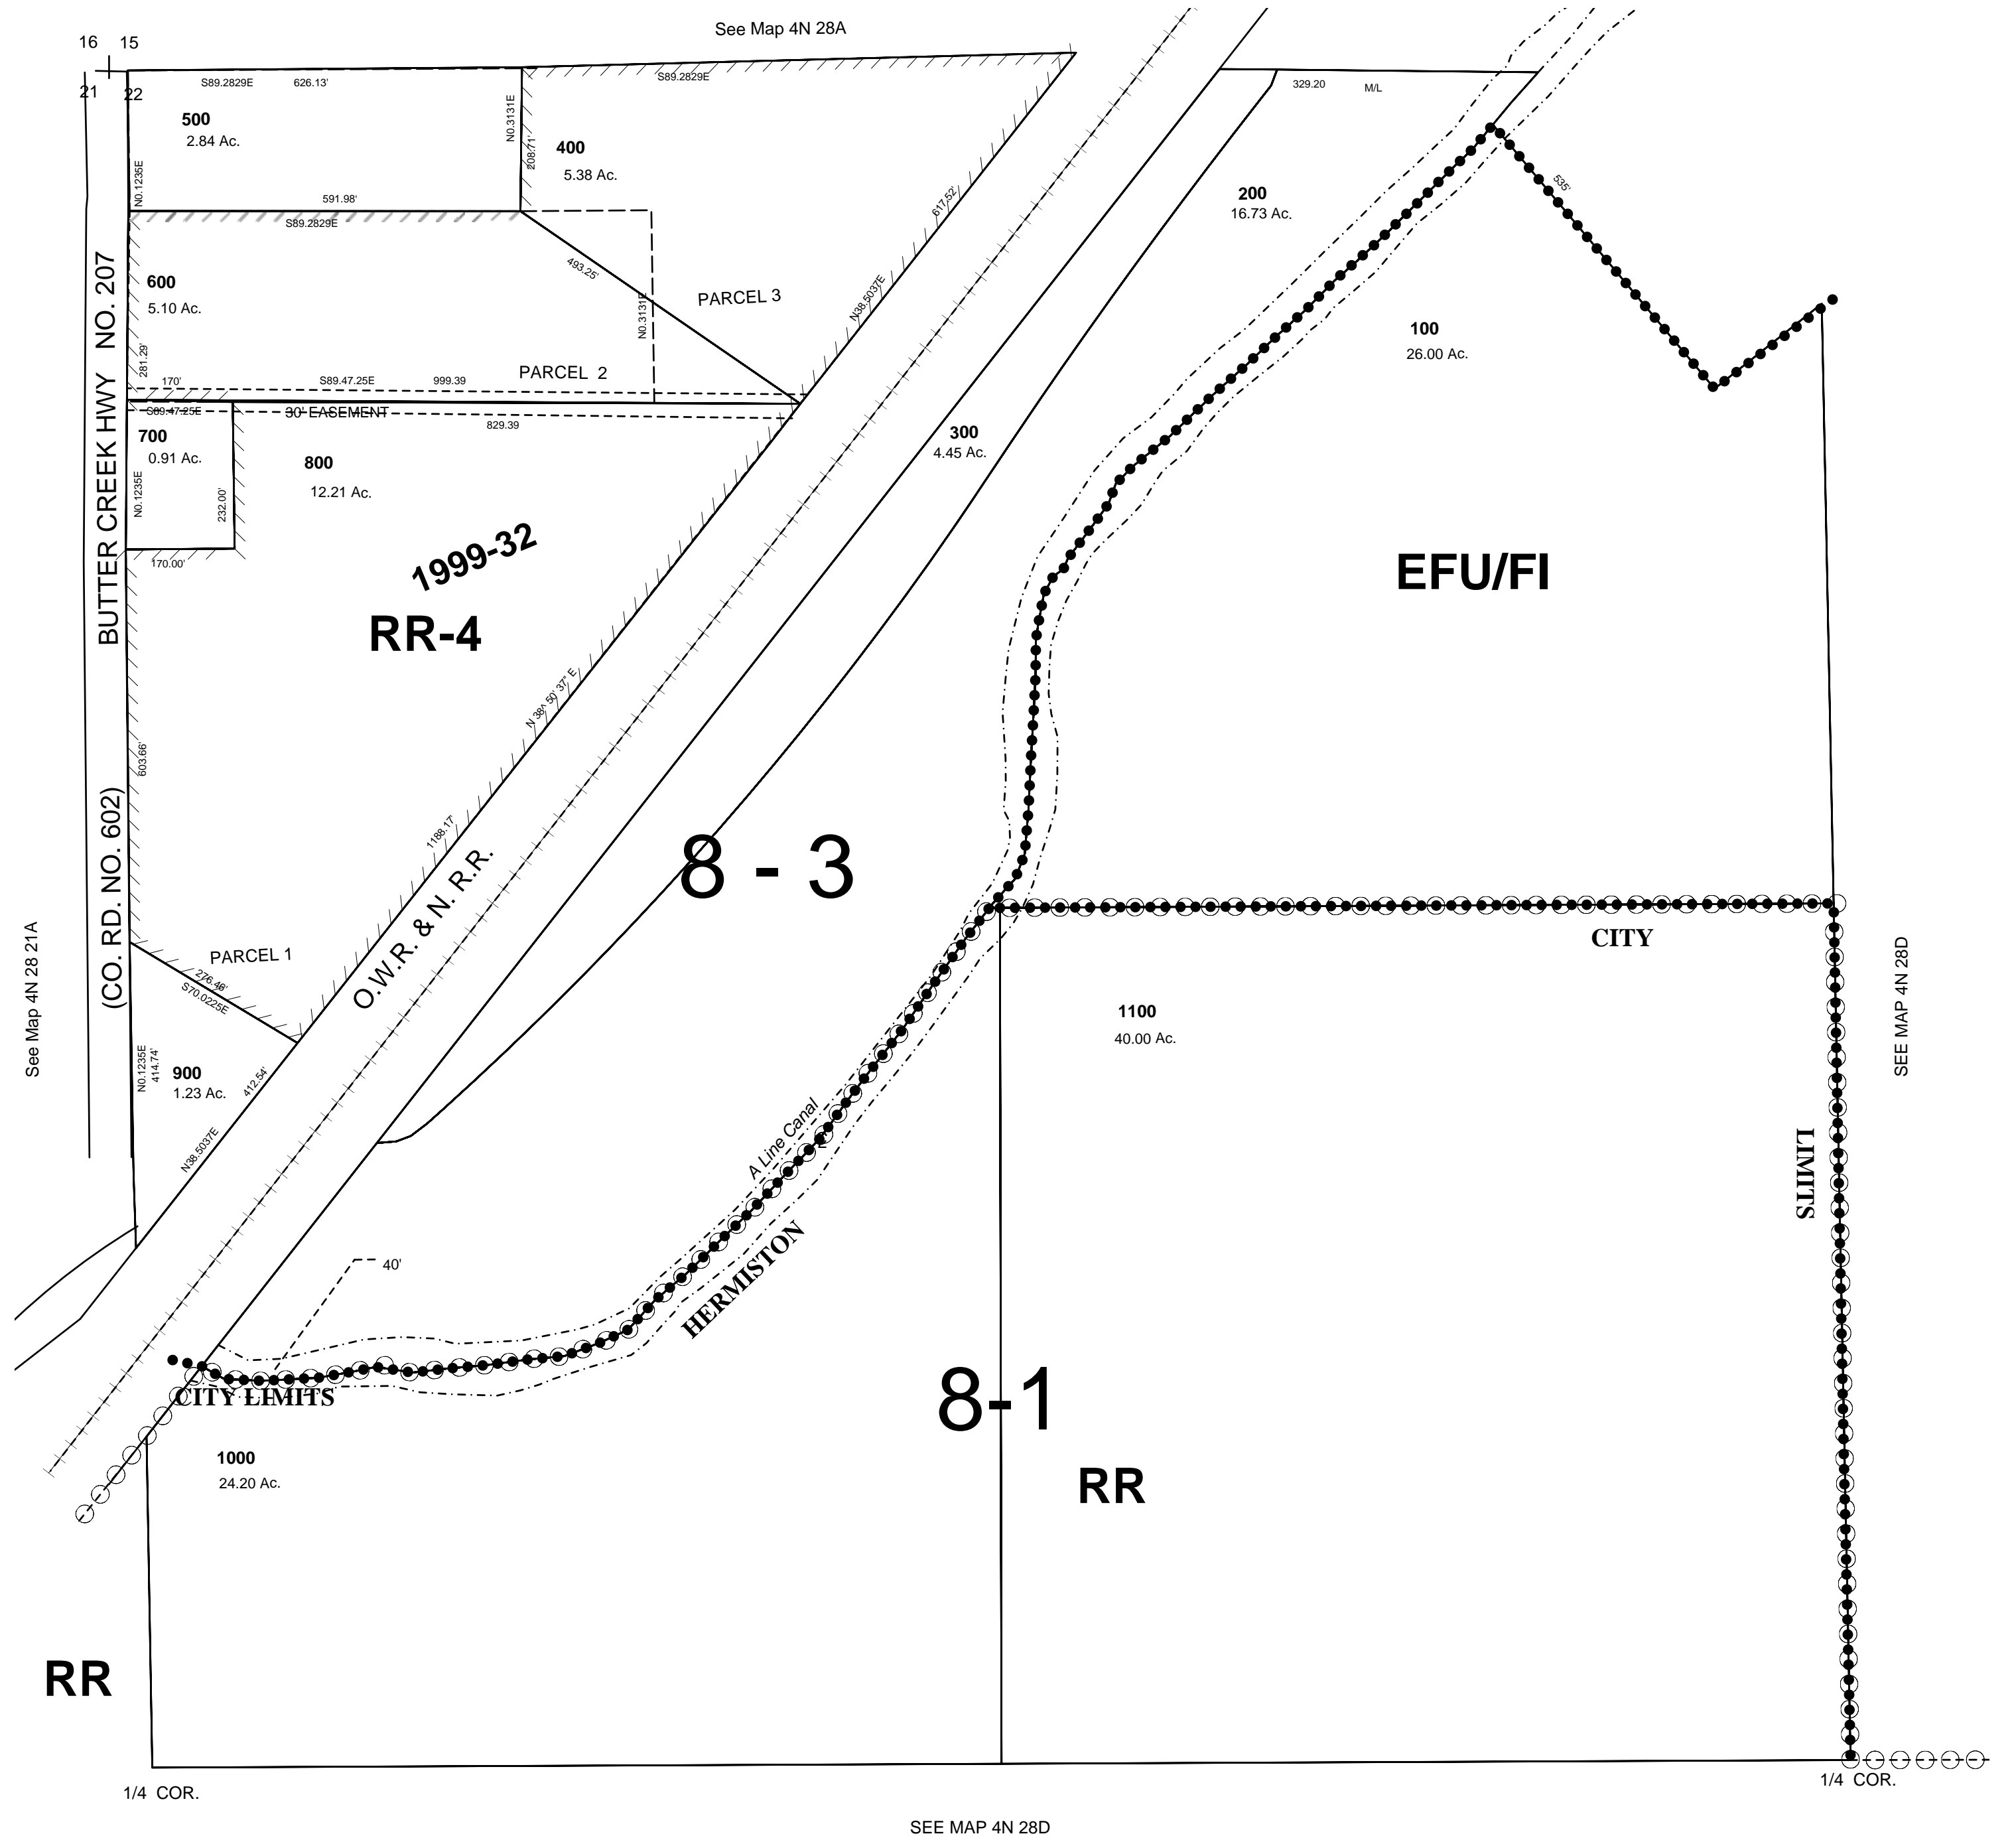 See Map 4N 28A
16 15
21 22
S89.2829E 626.13'
S89.2829E
329.20 M/L
500
2.84 Ac.
N0.3131E
208.71'
400
5.38 Ac.
N0.1235E
591.98'
S89.2829E
617.52'
200
16.73 Ac.
535'
600
5.10 Ac.
493.25'
N0.3131E
PARCEL 3
N38.5037E
100
26.00 Ac.
281.29'
170' S89.47.25E 999.39
PARCEL 2
S89.47.25E
30' EASEMENT
829.39
700
0.91 Ac.
N0.1235E
232.00'
170.00'
800
12.21 Ac.
300
4.45 Ac.
1999-32
RR-4
EFU/FI
BUTTER CREEK HWY NO. 207
(CO. RD. NO. 602)
603.66'
N 38^ 50' 37" E
1188.17'
O.W.R. & N. R.R.
8 - 3
CITY
LIMITS
See Map 4N 28 21A
SEE MAP 4N 28D
PARCEL 1
276.46'
S70.0225E
N0.1235E
414.74'
900
1.23 Ac.
412.54'
N38.5037E
1100
40.00 Ac.
A Line Canal
HERMISTON
40'
CITY LIMITS
1000
24.20 Ac.
8-1
RR
RR
1/4 COR.
1/4 COR.
SEE MAP 4N 28D